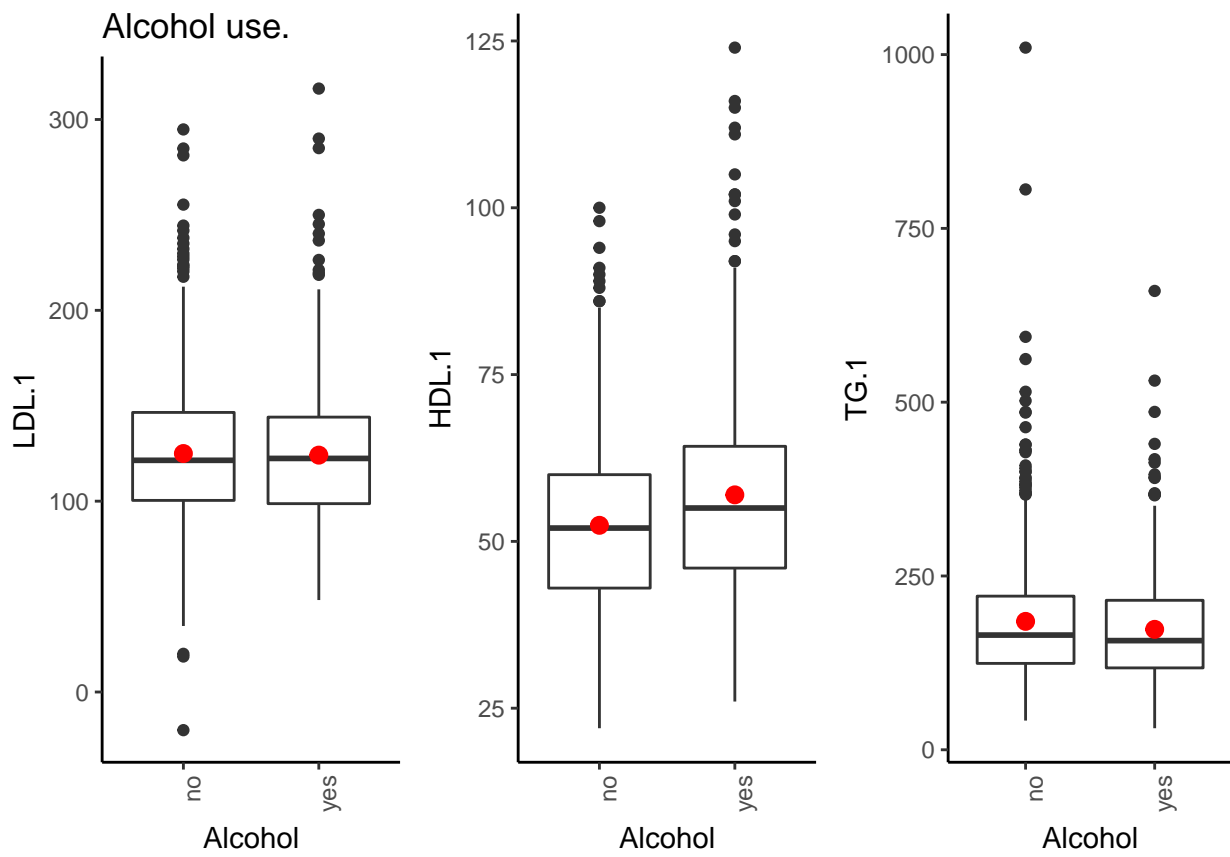 Alcohol use.
LDL.1
300
200
100
0
no
yes
Alcohol
HDL.1
125
100
75
50
25
no
yes
Alcohol
TG.1
1000
750
500
250
0
no
yes
Alcohol